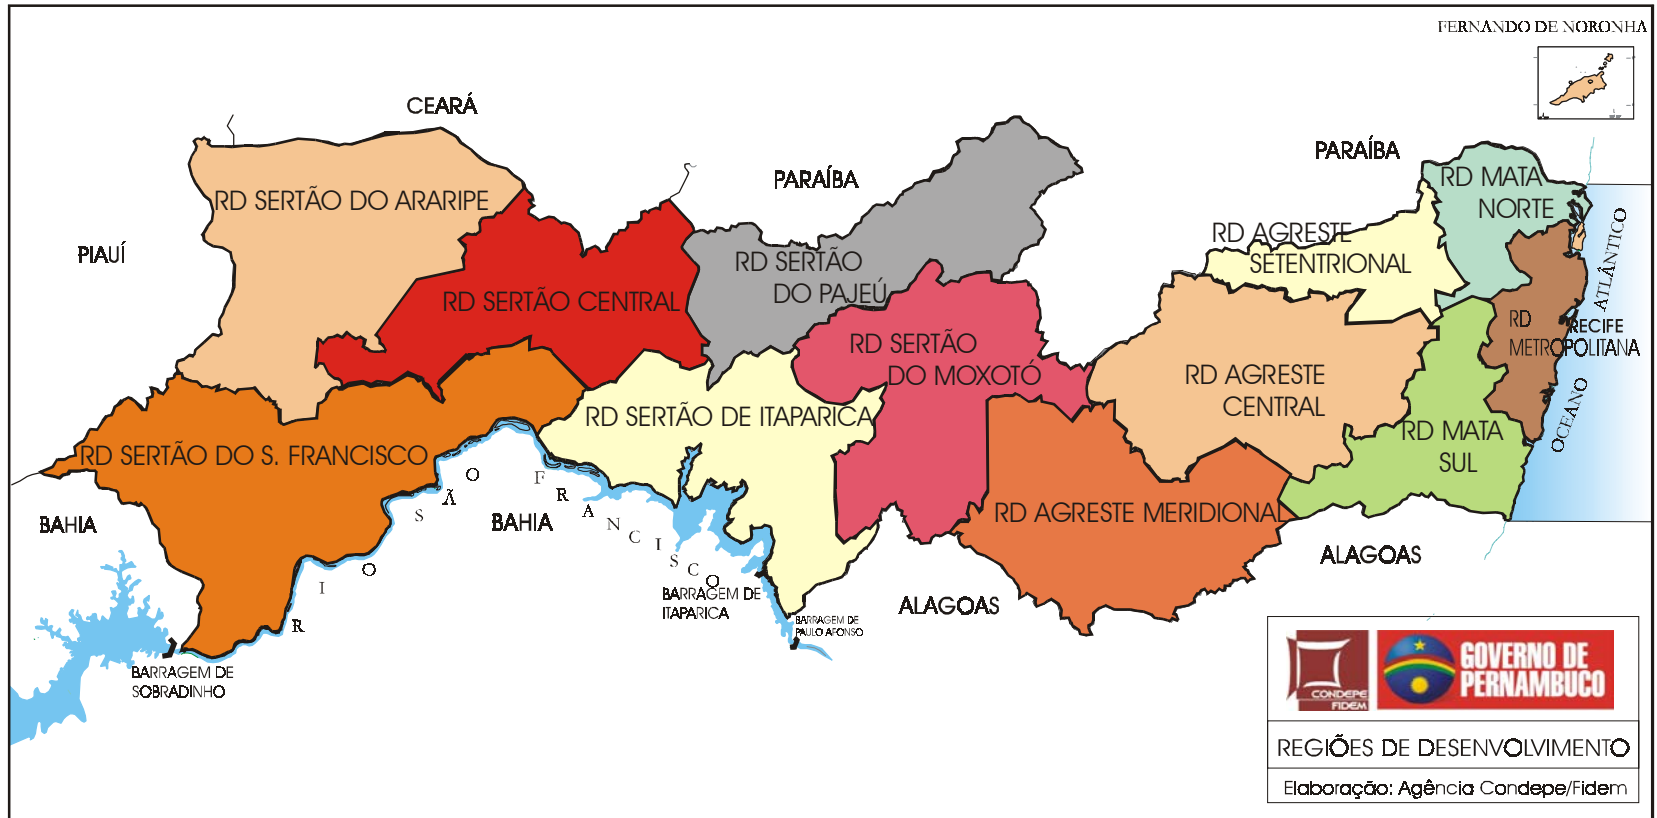 FERNANDO DE NORONHA
CEARÁ
PARAÍBA
PARAÍBA
PIAUÍ
RD SERTÃO DO ARARIPE
RD SERTÃO CENTRAL
RD SERTÃO
DO PAJEÚ
RD SERTÃO
DO MOXOTÓ
RD AGRESTE
SETENTRIONAL
RD MATA
NORTE
RD
RECIFE
METROPOLITANA
OCEANO ATLÂNTICO
RD AGRESTE
CENTRAL
RD MATA
SUL
RD SERTÃO DO S. FRANCISCO
RD SERTÃO DE ITAPARICA
RD AGRESTE MERIDIONAL
BAHIA
BAHIA
RIO SÃO FRANCISCO
ALAGOAS
ALAGOAS
BARRAGEM DE
SOBRADINHO
BARRAGEM DE
ITAPARICA
BARRAGEM DE
PAULO AFONSO
CONDEPE
FIDEM
GOVERNO DE
PERNAMBUCO
REGIÕES DE DESENVOLVIMENTO
Elaboração: Agência Condepe/Fidem